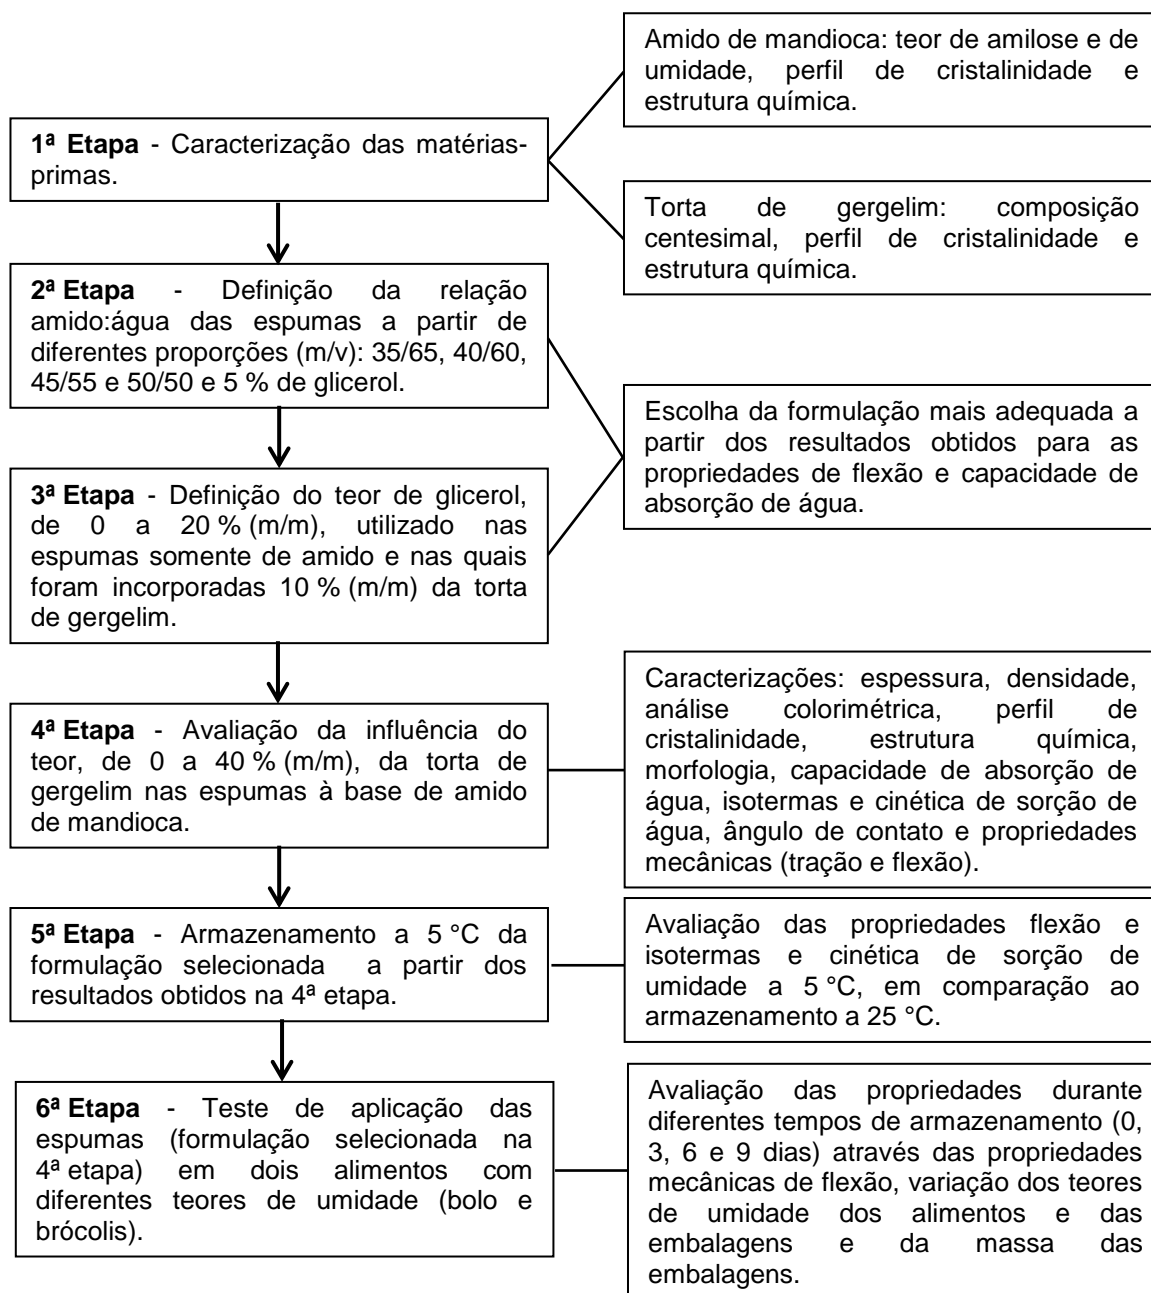 Amido de mandioca: teor de amilose e de
umidade, perfil de cristalinidade e
estrutura química.
1ª Etapa - Caracterização das matérias-
primas.
Torta de gergelim: composição
centesimal, perfil de cristalinidade e
estrutura química.
2ª Etapa - Definição da relação
amido:água das espumas a partir de
diferentes proporções (m/v): 35/65, 40/60,
45/55 e 50/50 e 5 % de glicerol.
Escolha da formulação mais adequada a
partir dos resultados obtidos para as
propriedades de flexão e capacidade de
absorção de água.
3ª Etapa - Definição do teor de glicerol,
de 0 a 20 % (m/m), utilizado nas
espumas somente de amido e nas quais
foram incorporadas 10 % (m/m) da torta
de gergelim.
4ª Etapa - Avaliação da influência do
teor, de 0 a 40 % (m/m), da torta de
gergelim nas espumas à base de amido
de mandioca.
Caracterizações: espessura, densidade,
análise colorimétrica, perfil de
cristalinidade, estrutura química,
morfologia, capacidade de absorção de
água, isotermas e cinética de sorção de
água, ângulo de contato e propriedades
mecânicas (tração e flexão).
5ª Etapa - Armazenamento a 5 °C da
formulação selecionada a partir dos
resultados obtidos na 4ª etapa.
Avaliação das propriedades flexão e
isotermas e cinética de sorção de
umidade a 5 °C, em comparação ao
armazenamento a 25 °C.
6ª Etapa - Teste de aplicação das
espumas (formulação selecionada na
4ª etapa) em dois alimentos com
diferentes teores de umidade (bolo e
brócolis).
Avaliação das propriedades durante
diferentes tempos de armazenamento (0,
3, 6 e 9 dias) através das propriedades
mecânicas de flexão, variação dos teores
de umidade dos alimentos e das
embalagens e da massa das
embalagens.